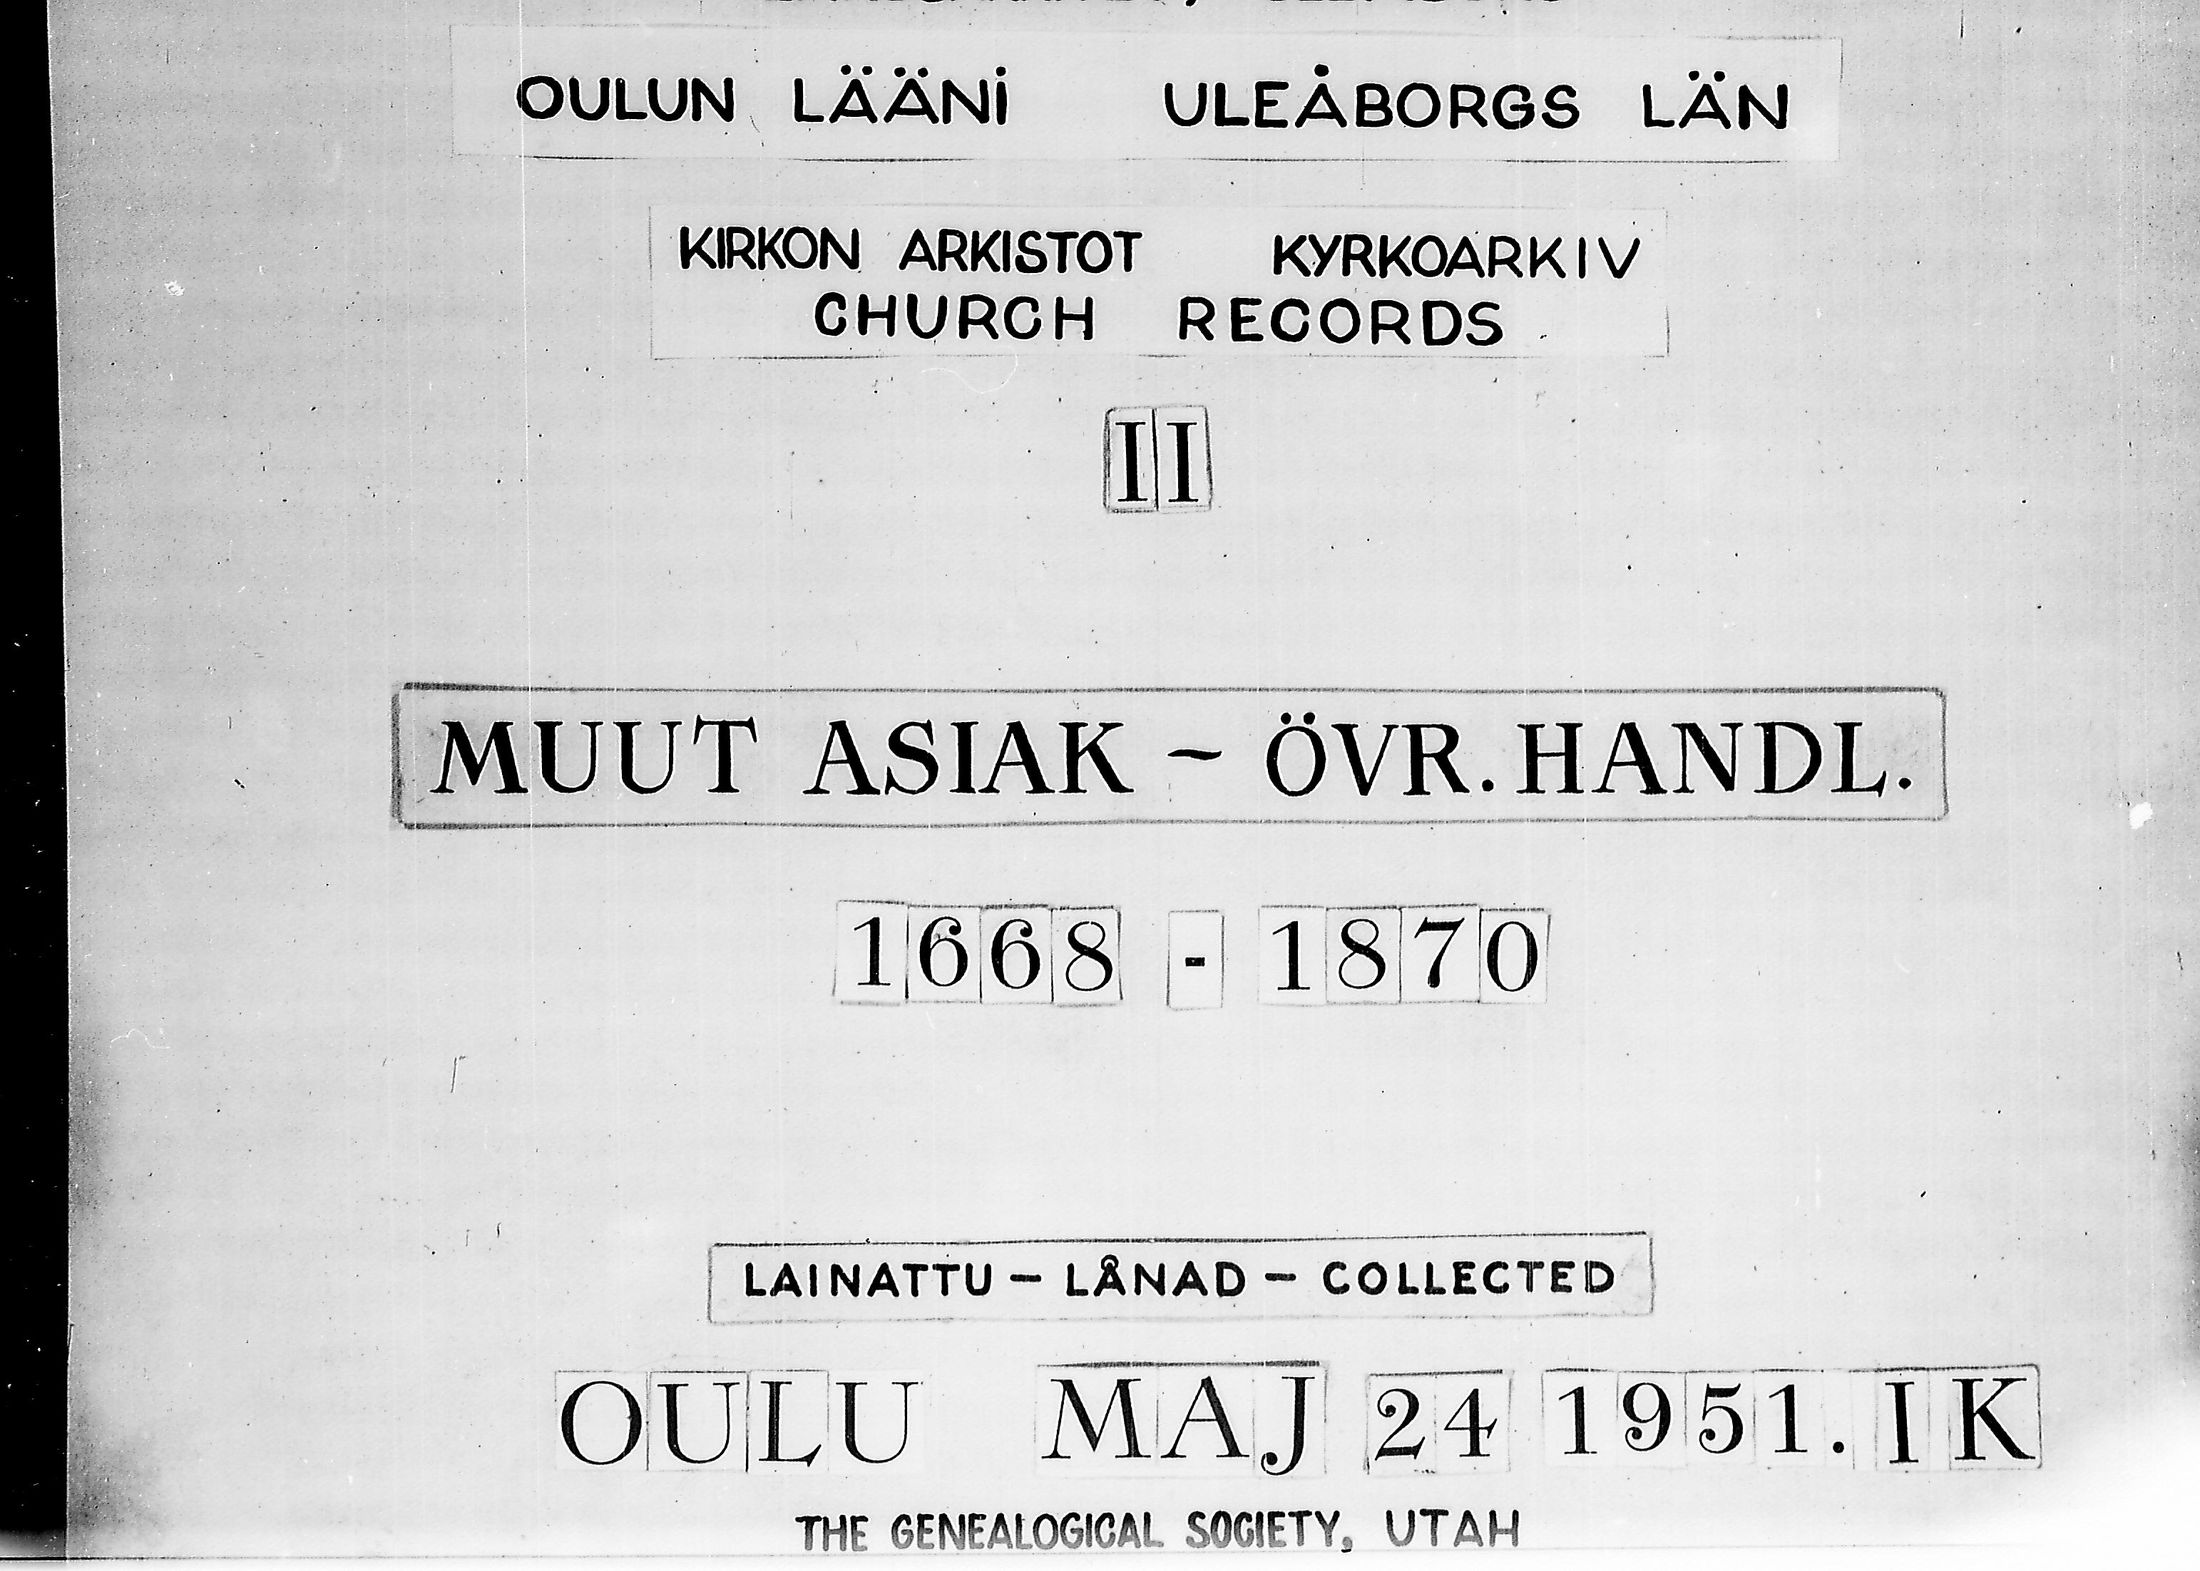 OULUN LÄÄNI ULEÅBORGS LÄN
KIRKON ARKISTOT KYRKOARKIV
CHURCH RECORDS
II
MUUT ASIAK - ÖVR. HANDL.
1668 - 1870
LAINATTU - LÅNAD - COLLECTED
OULU MAJ 24 1951. IK
THE GENEALOGICAL SOCIETY, UTAH